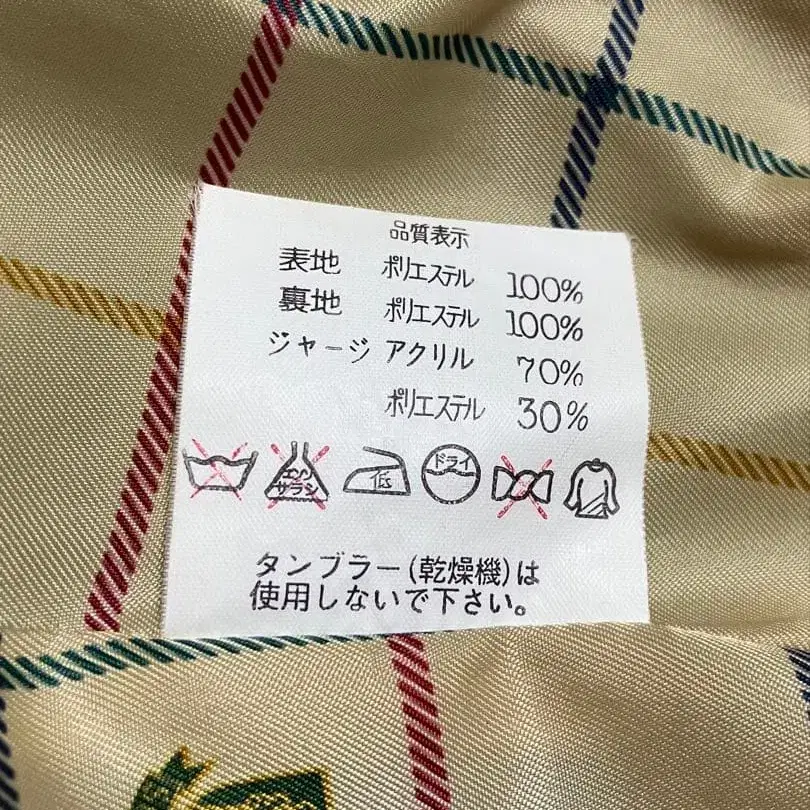 品質表示
表地 ポリエステル 100%
裏地 ポリエステル 100%
ジャージ アクリル 70%
ポリエステル 30%
エンソ サラシ 低 ドライ
タンブラー(乾燥機)は
使用しないで下さい。